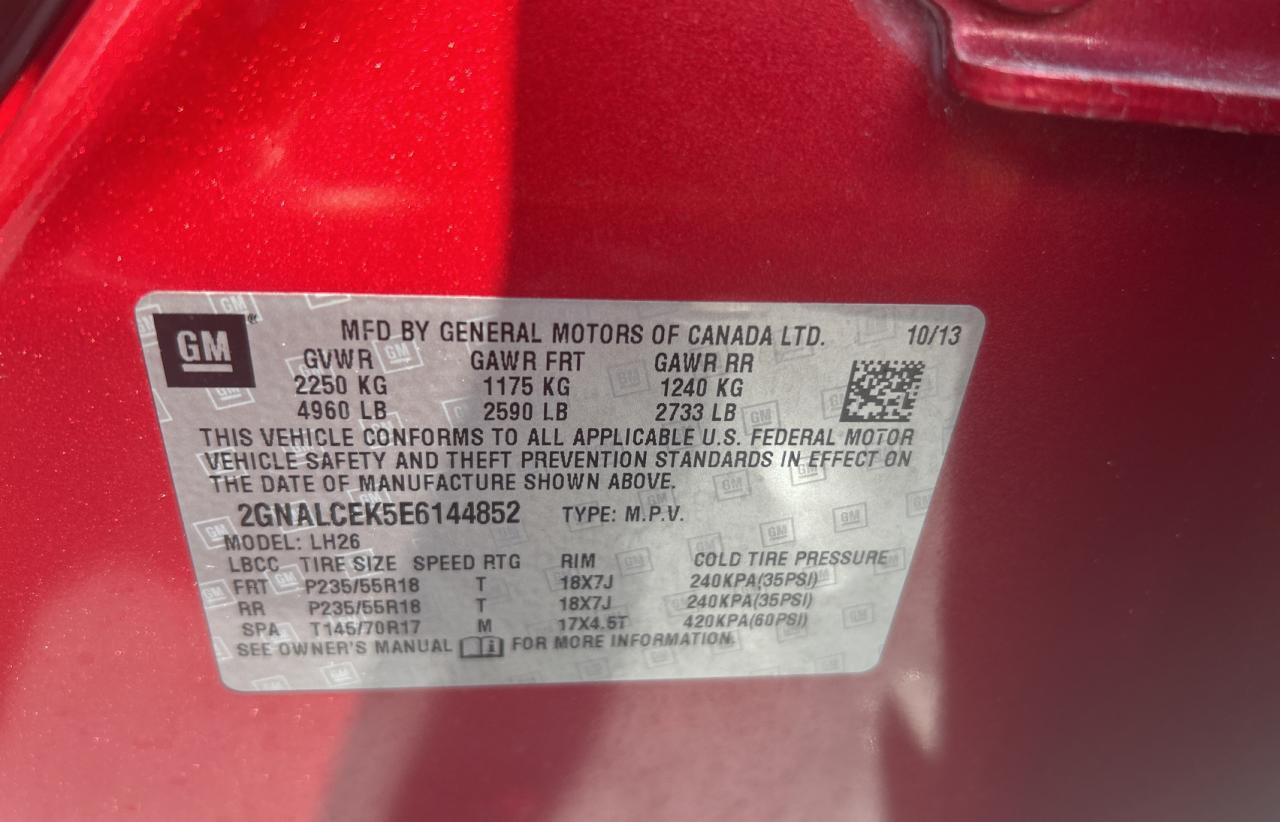 GM®
MFD BY GENERAL MOTORS OF CANADA LTD. 10/13
GVWR GAWR FRT GAWR RR
2250 KG 1175 KG 1240 KG
4960 LB 2590 LB 2733 LB
THIS VEHICLE CONFORMS TO ALL APPLICABLE U.S. FEDERAL MOTOR
VEHICLE SAFETY AND THEFT PREVENTION STANDARDS IN EFFECT ON
THE DATE OF MANUFACTURE SHOWN ABOVE.
2GNALCEK5E6144852 TYPE: M.P.V.
MODEL: LH26
LBCC TIRE SIZE SPEED RTG RIM COLD TIRE PRESSURE
FRT P235/55R18 T 18X7J 240KPA(35PSI)
RR P235/55R18 T 18X7J 240KPA(35PSI)
SPA T145/70R17 M 17X4.5T 420KPA(60PSI)
SEE OWNER'S MANUAL i FOR MORE INFORMATION.